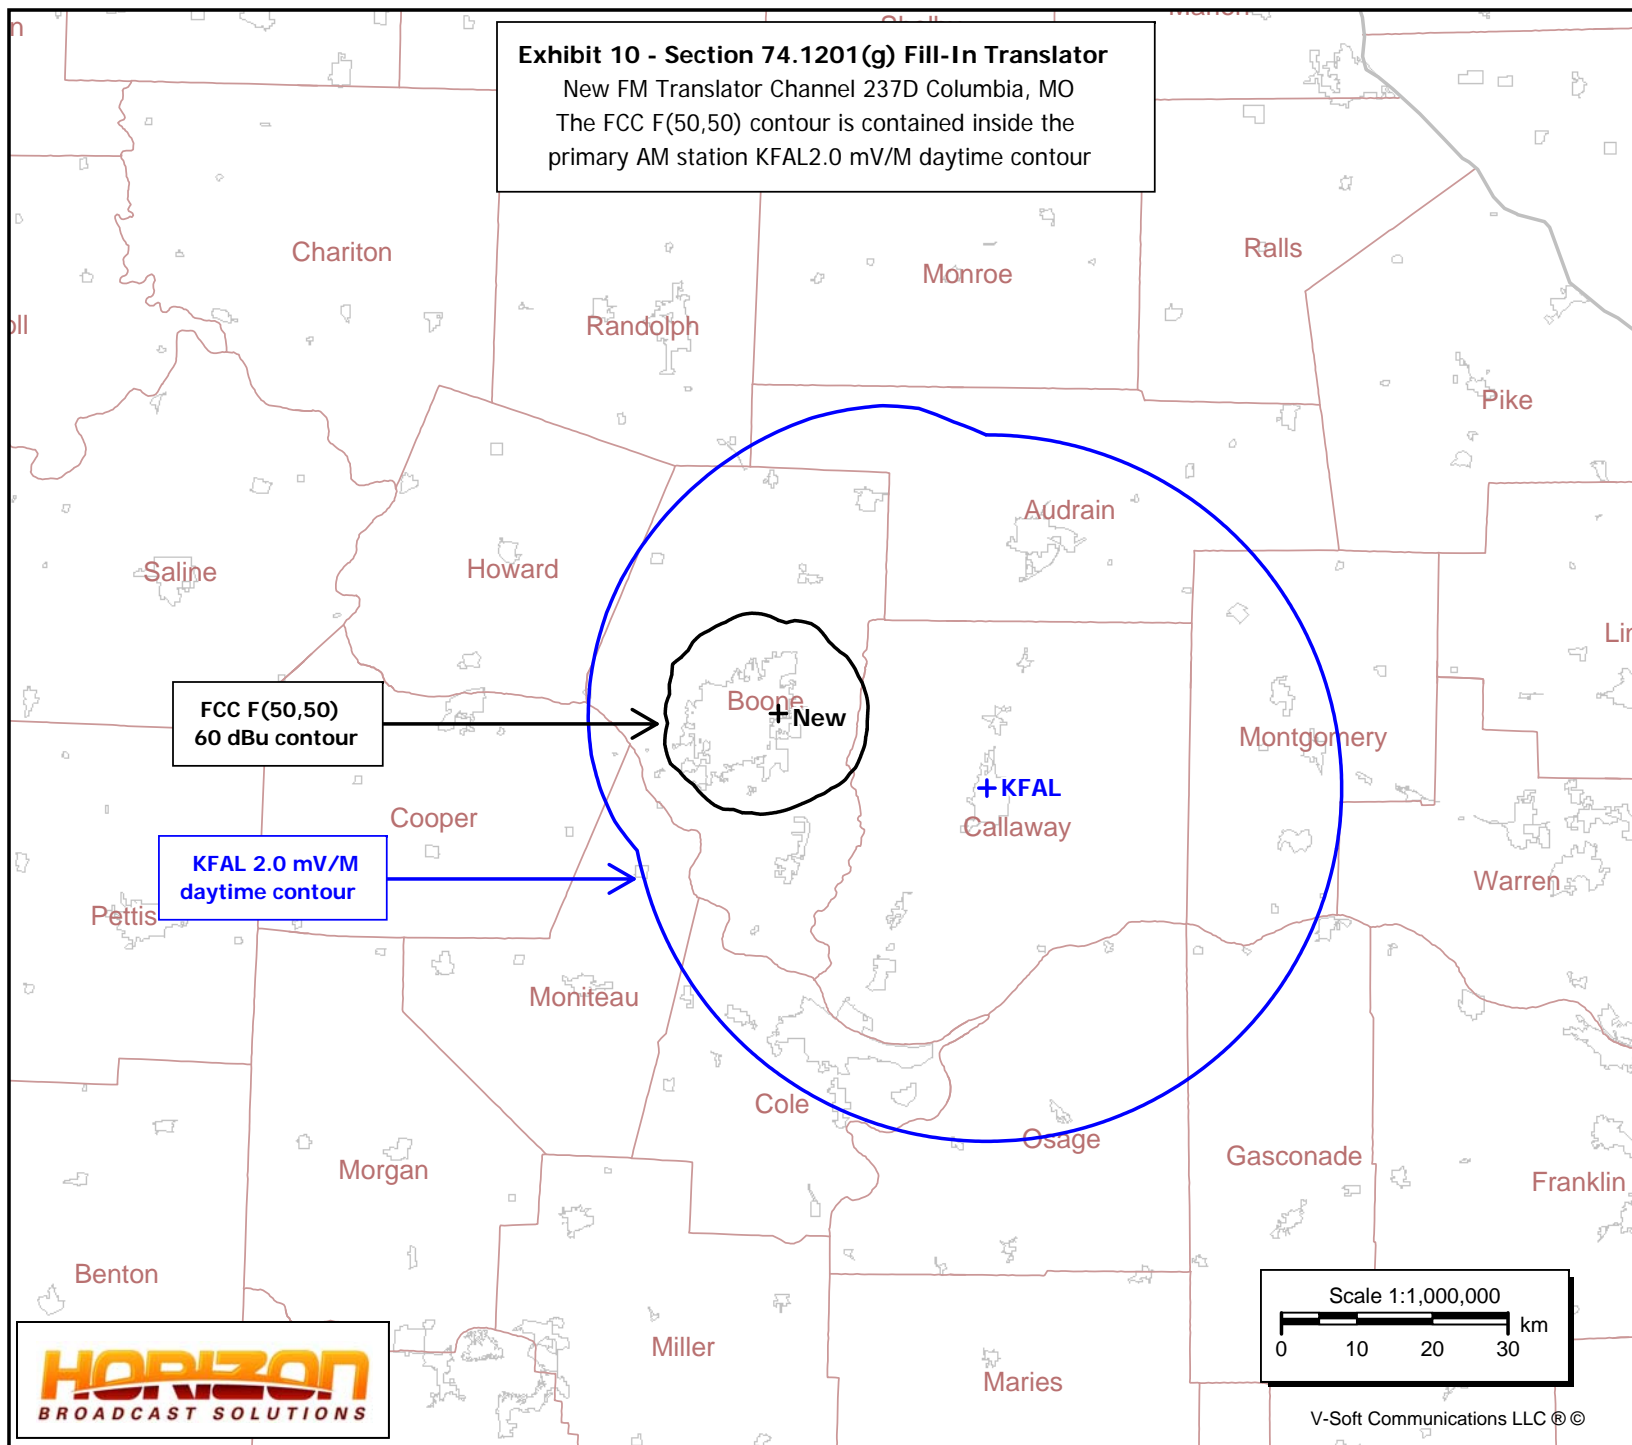 Exhibit 10 - Section 74.1201(g) Fill-In Translator
New FM Translator Channel 237D Columbia, MO
The FCC F(50,50) contour is contained inside the
primary AM station KFAL2.0 mV/M daytime contour
Chariton
Randolph
Monroe
Ralls
Pike
Saline
Howard
Audrain
Boone
New
FCC F(50,50)
60 dBu contour
Montgomery
KFAL
Callaway
Cooper
KFAL 2.0 mV/M
daytime contour
Pettis
Warren
Moniteau
Cole
Osage
Morgan
Gasconade
Franklin
Benton
Miller
Maries
Scale 1:1,000,000
km
0 10 20 30
HORIZON
BROADCAST SOLUTIONS
V-Soft Communications LLC ® ©